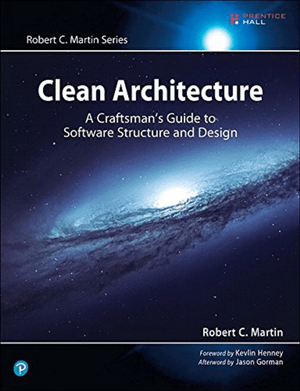 Robert C. Martin Series
PRENTICE
HALL
Clean Architecture
A Craftsman's Guide to
Software Structure and Design
Robert C. Martin
Foreword by Kevlin Henney
Afterword by Jason Gorman
P